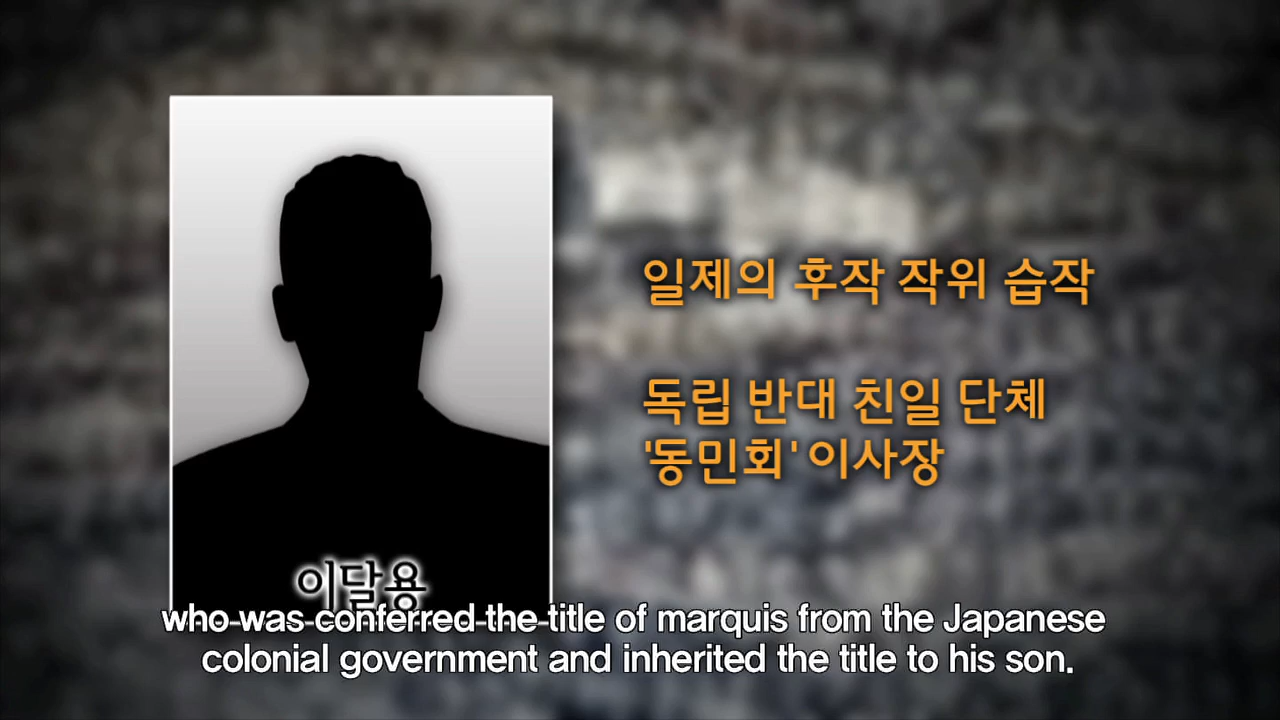 일제의 후작 작위 습작
독립 반대 친일 단체
'동민회' 이사장
이달용
who was conferred the title of marquis from the Japanese
colonial government and inherited the title to his son.